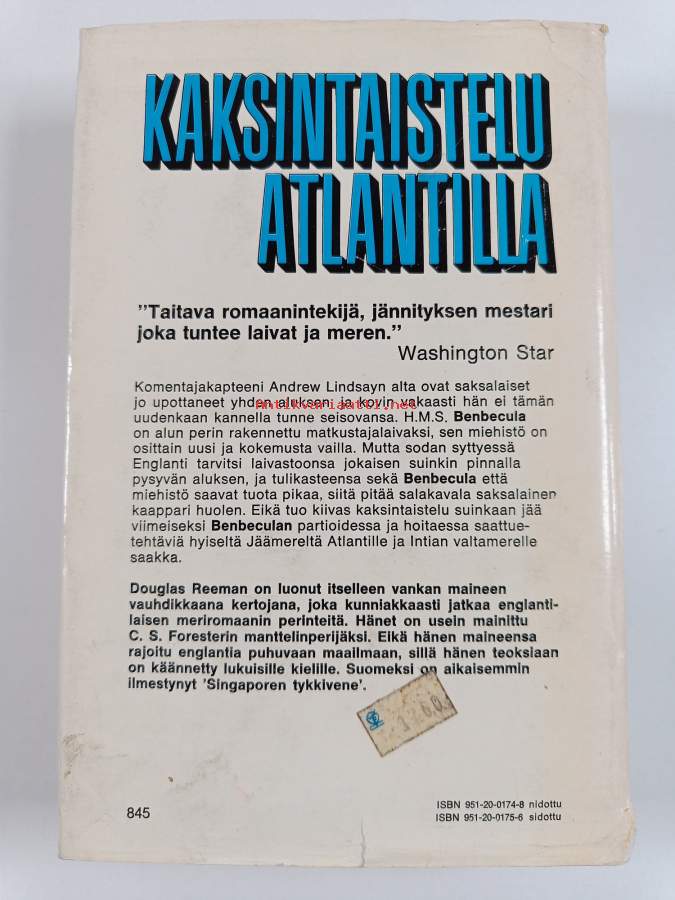 KAKSINTAISTELU
ATLANTILLA
"Taitava romaanintekijä, jännityksen mestari
joka tuntee laivat ja meren."
Washington Star
Komentajakapteeni Andrew Lindsayn alta ovat saksalaiset
jo upottaneet yhden aluksen, ja kovin vakaasti hän ei tämän
Antikvariaatti.net
uudenkaan kannella tunne seisovansa. H.M.S. Benbecula
on alun perin rakennettu matkustajalaivaksi, sen miehistö on
osittain uusi ja kokemusta vailla. Mutta sodan syttyessä
Englanti tarvitsi laivastoonsa jokaisen suinkin pinnalla
pysyvän aluksen, ja tulikasteensa sekä Benbecula että
miehistö saavat tuota pikaa, siitä pitää salakavala saksalainen
kaappari huolen. Eikä tuo kiivas kaksintaistelu suinkaan jää
viimeiseksi Benbeculan partioidessa ja hoitaessa saattue-
tehtäviä hyiseltä Jäämereltä Atlantille ja Intian valtamerelle
saakka.
Douglas Reeman on luonut itselleen vankan maineen
vauhdikkaana kertojana, joka kunniakkaasti jatkaa englanti-
laisen meriromaanin perinteitä. Hänet on usein mainittu
C. S. Foresterin manttelinperijäksi. Eikä hänen maineensa
rajoitu englantia puhuvaan maailmaan, sillä hänen teoksiaan
on käännetty lukuisille kielille. Suomeksi on aikaisemmin
ilmestynyt 'Singaporen tykkivene'.
845
ISBN 951-20-0174-8 nidottu
ISBN 951-20-0175-6 sidottu